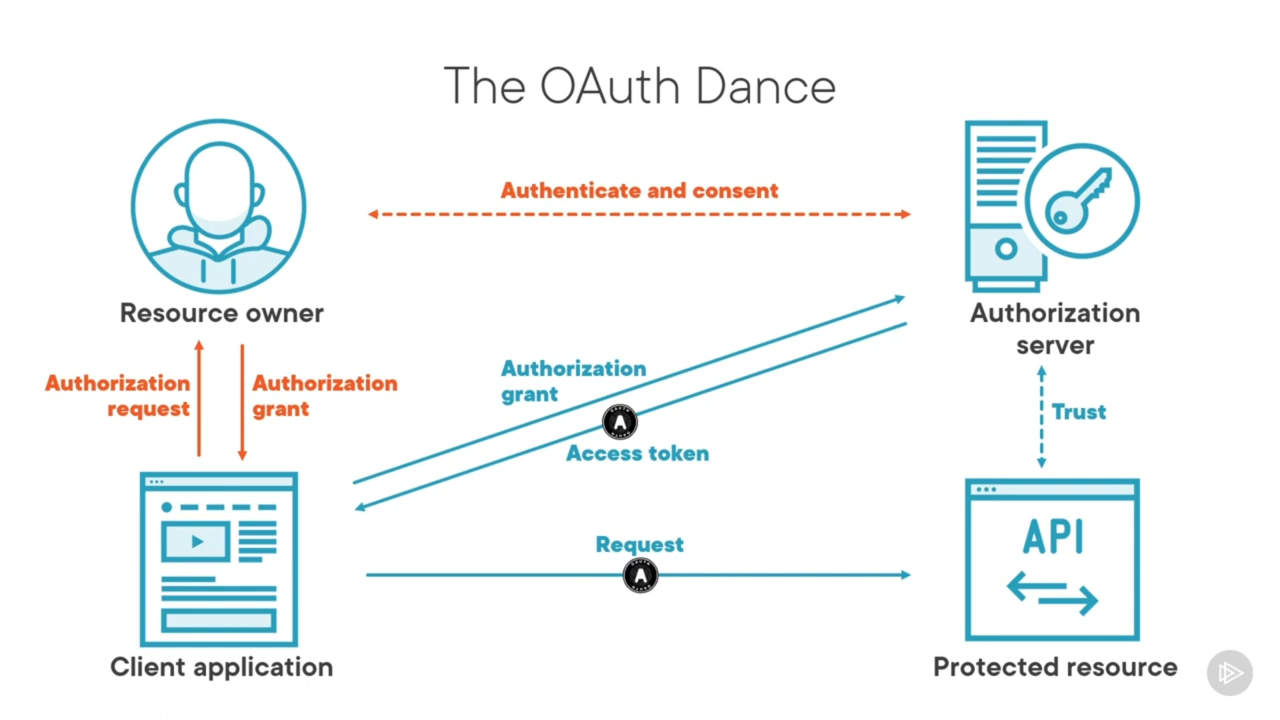 The OAuth Dance
Authenticate and consent
Resource owner
Authorization
server
Authorization
request
Authorization
grant
Authorization
grant
A
Access token
Trust
Request
A
API
Client application
Protected resource